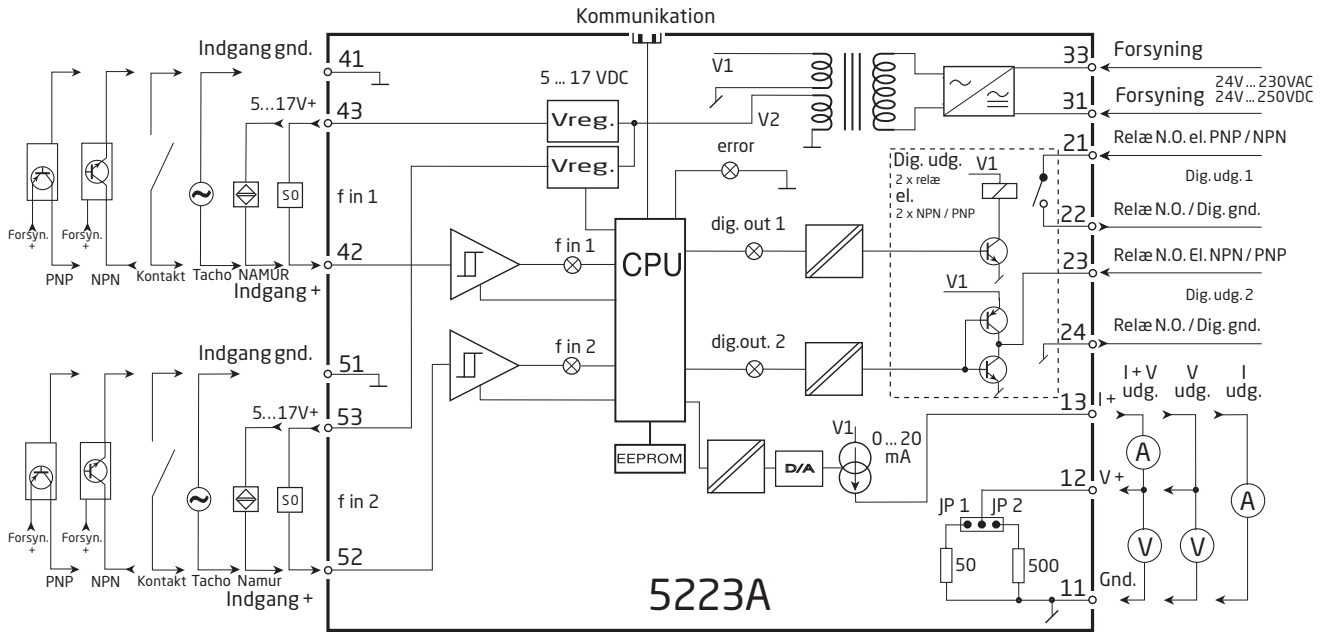 Kommunikation
Indgang gnd.
41
5 ... 17 VDC
V1
33
Forsyning
24V...230VAC
24V...250VDC
5...17V+
43
Vreg.
V2
31
Forsyning
Vreg.
error
21
Relæ N.O. el. PNP / NPN
Dig. udg.
2 x relæ
el.
2 x NPN / PNP
V1
Dig. udg. 1
f in 1
S0
22
Relæ N.O. / Dig. gnd.
Forsyn.
+
Forsyn.
+
42
f in 1
CPU
dig. out 1
23
Relæ N.O. El. NPN / PNP
PNP
NPN
Kontakt
Tacho
NAMUR
Indgang +
V1
Dig. udg. 2
24
Relæ N.O. / Dig. gnd.
Indgang gnd.
51
f in 2
dig.out. 2
I + V
udg.
V
udg.
I
udg.
5...17V+
53
13
I+
V1
0 ... 20
mA
A
EEPROM
D/A
12
V +
S0
f in 2
A
JP 1
JP 2
Forsyn.
+
Forsyn.
+
52
50
500
V
V
PNP
NPN
Kontakt
Tacho
Namur
Indgang +
5223A
11
Gnd.